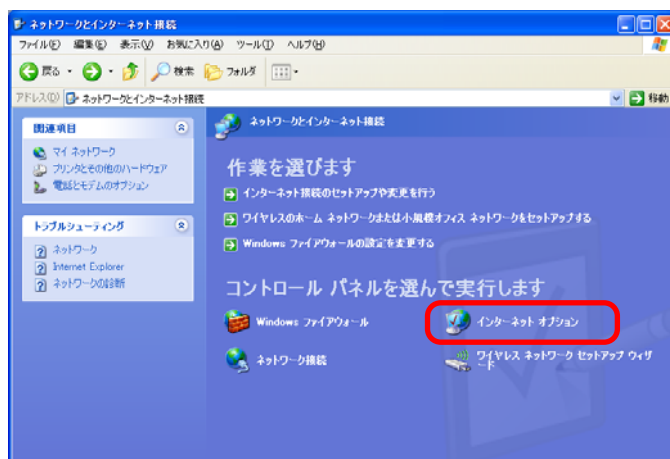 ネットワークとインターネット接続
ファイル(F) 編集(E) 表示(V) お気に入り(A) ツール(T) ヘルプ(H)
戻る 検索 フォルダ
アドレス(D) ネットワークとインターネット接続 移動
関連項目
マイ ネットワーク
プリンタとその他のハードウェア
電話とモデムのオプション
トラブルシューティング
ネットワーク
Internet Explorer
ネットワークの診断
ネットワークとインターネット接続
作業を選びます
インターネット接続のセットアップや変更を行う
ワイヤレスのホーム ネットワークまたは小規模オフィス ネットワークをセットアップする
Windows ファイアウォールの設定を変更する
コントロール パネルを選んで実行します
Windows ファイアウォール
インターネット オプション
ネットワーク接続
ワイヤレス ネットワーク セットアップ ウィザ
ード